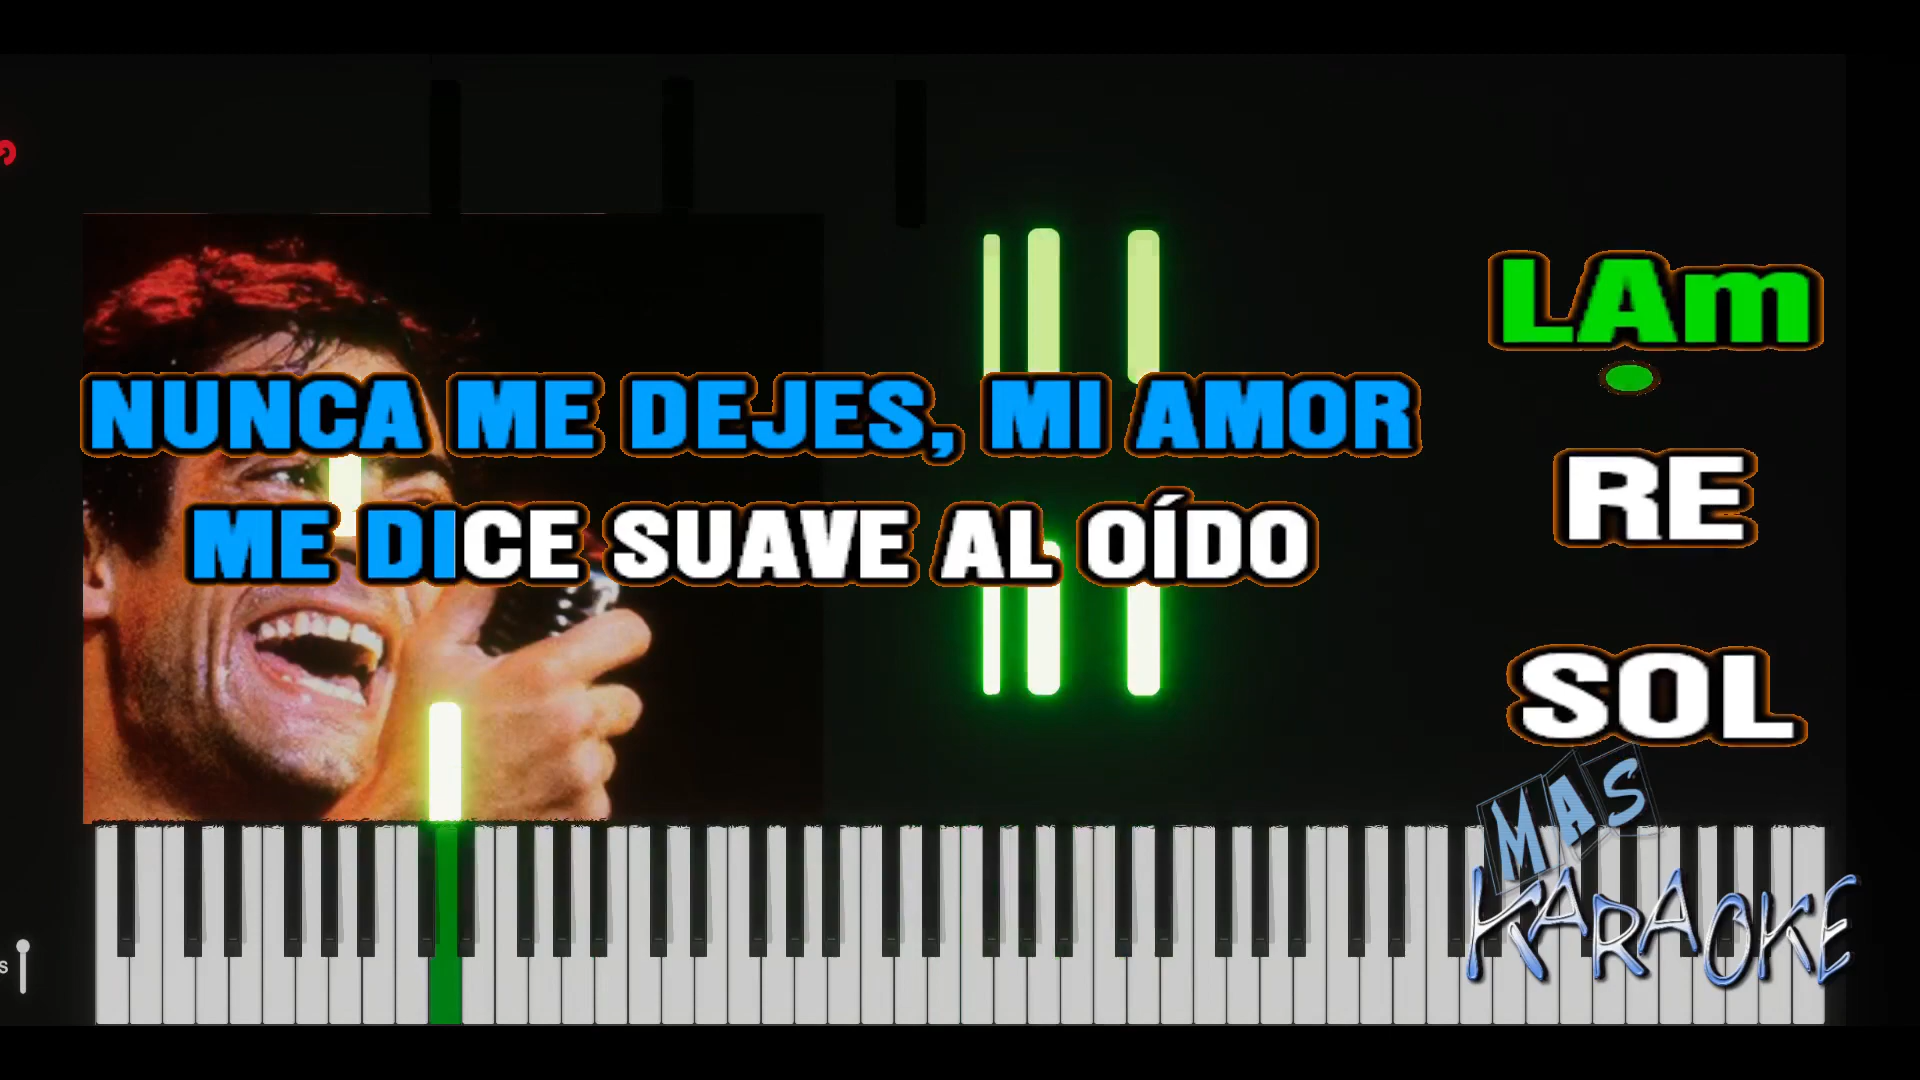 NUNCA ME DEJES, MI AMOR
ME DICE SUAVE AL OÍDO
LAm
RE
SOL
MAS
KARAOKE
s